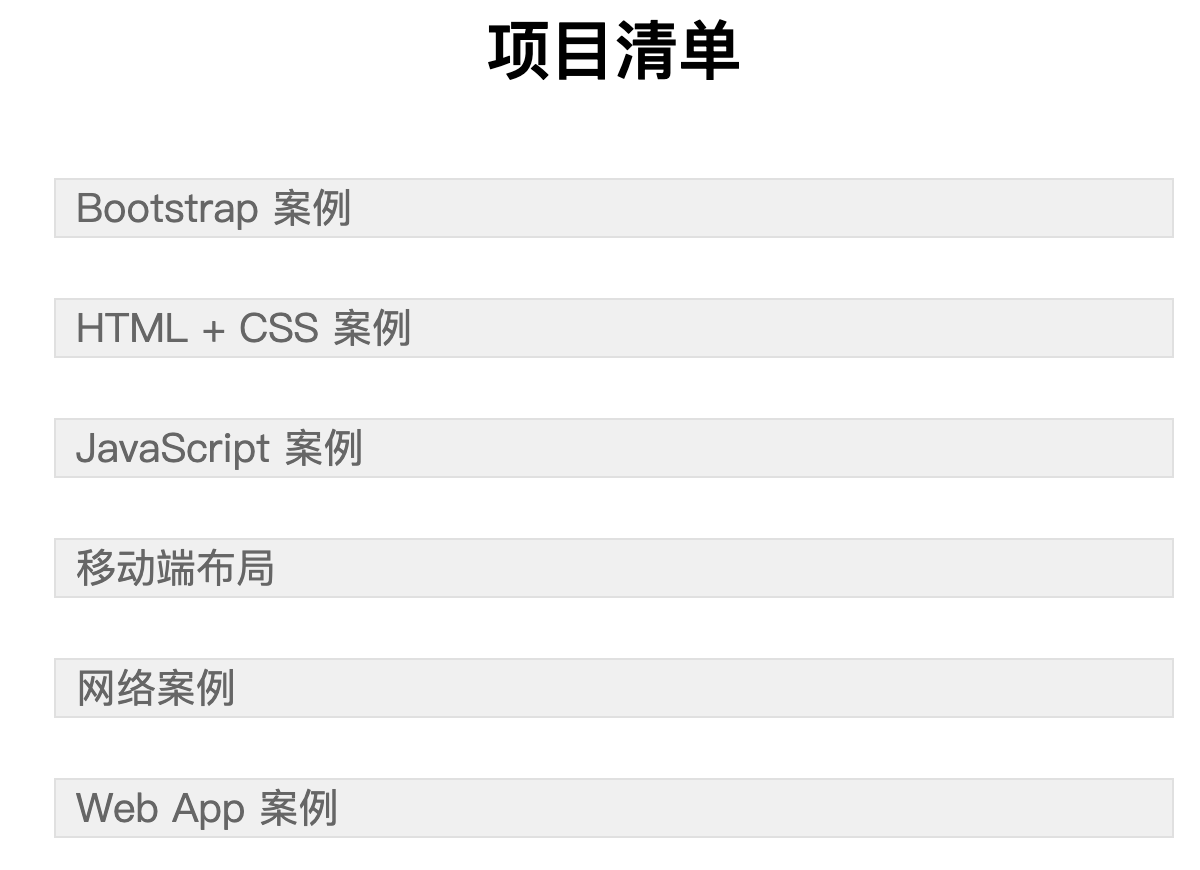 项目清单
Bootstrap 案例
HTML + CSS 案例
JavaScript 案例
移动端布局
网络案例
Web App 案例